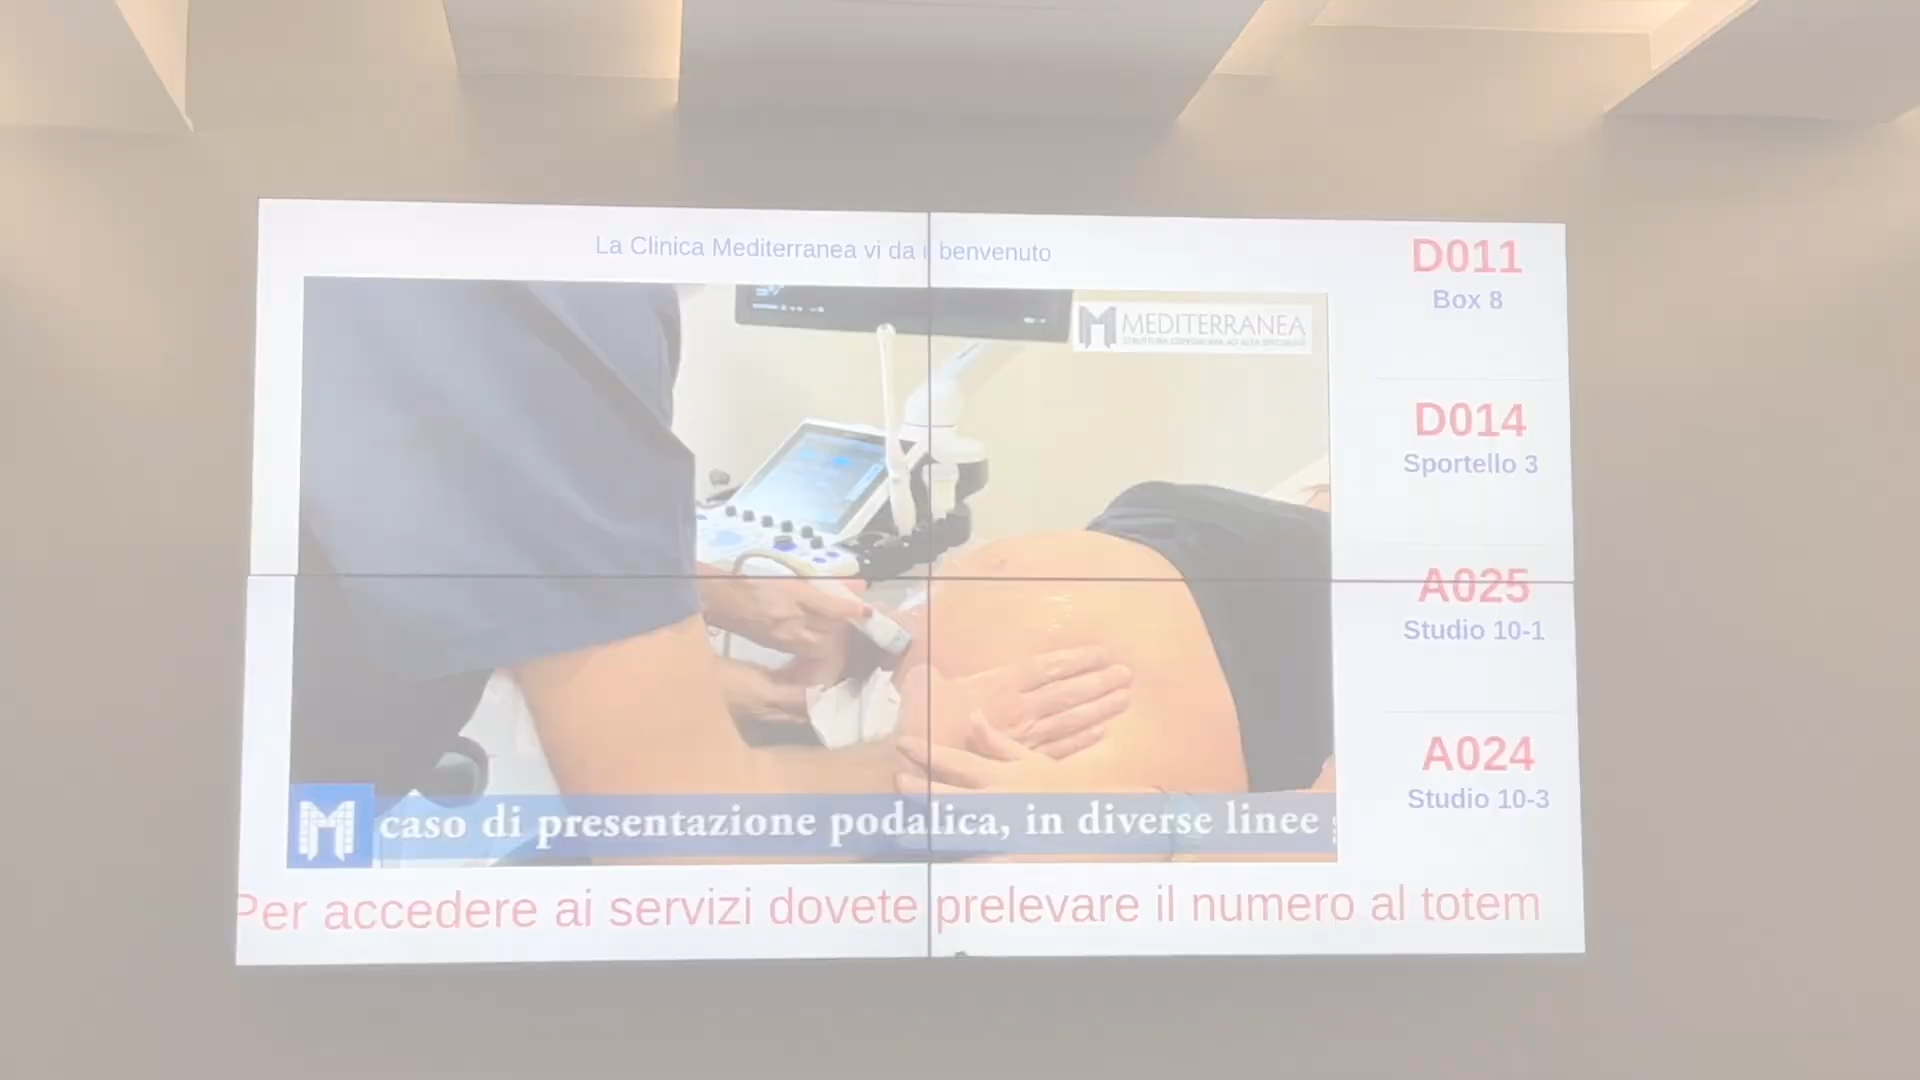 La Clinica Mediterranea vi da il benvenuto
MEDITERRANEA
caso di presentazione podalica, in diverse linee
Per accedere ai servizi dovete prelevare il numero al totem
D011
Box 8
D014
Sportello 3
A025
Studio 10-1
A024
Studio 10-3